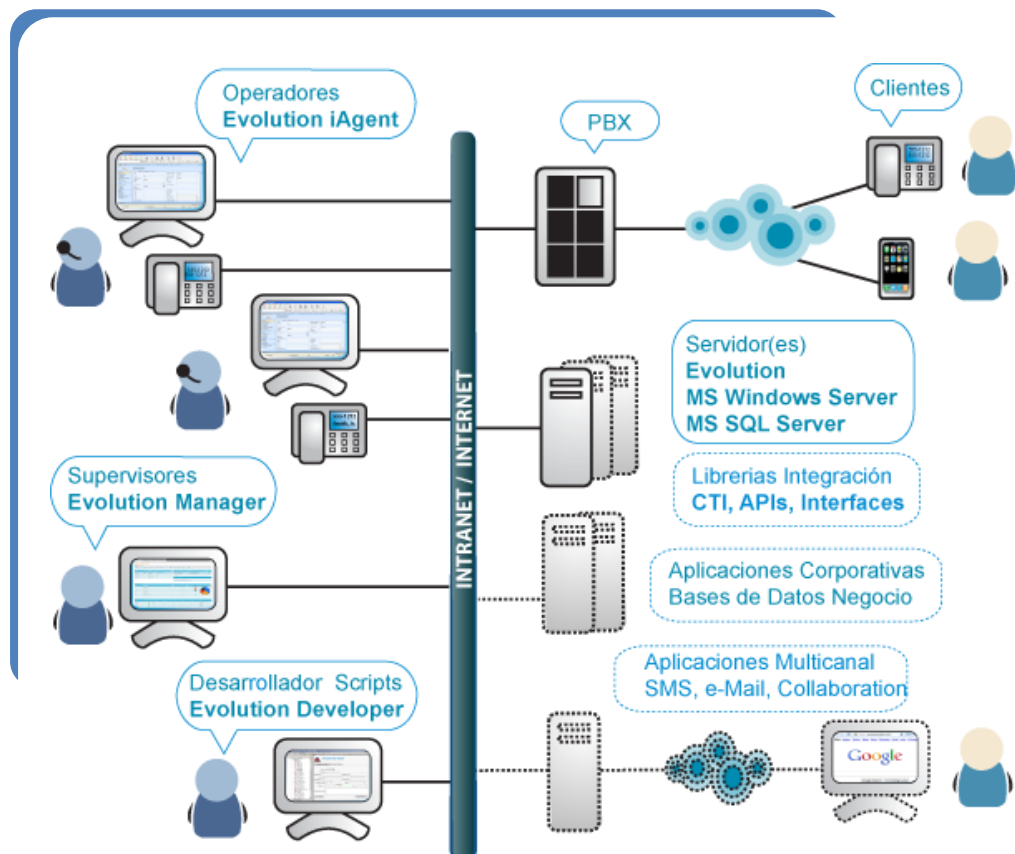 Operadores
Evolution iAgent
PBX
Clientes
Servidor(es)
Evolution
MS Windows Server
MS SQL Server
INTRANET / INTERNET
Supervisores
Evolution Manager
Librerias Integración
CTI, APIs, Interfaces
Aplicaciones Corporativas
Bases de Datos Negocio
Aplicaciones Multicanal
SMS, e-Mail, Collaboration
Desarrollador Scripts
Evolution Developer
Google